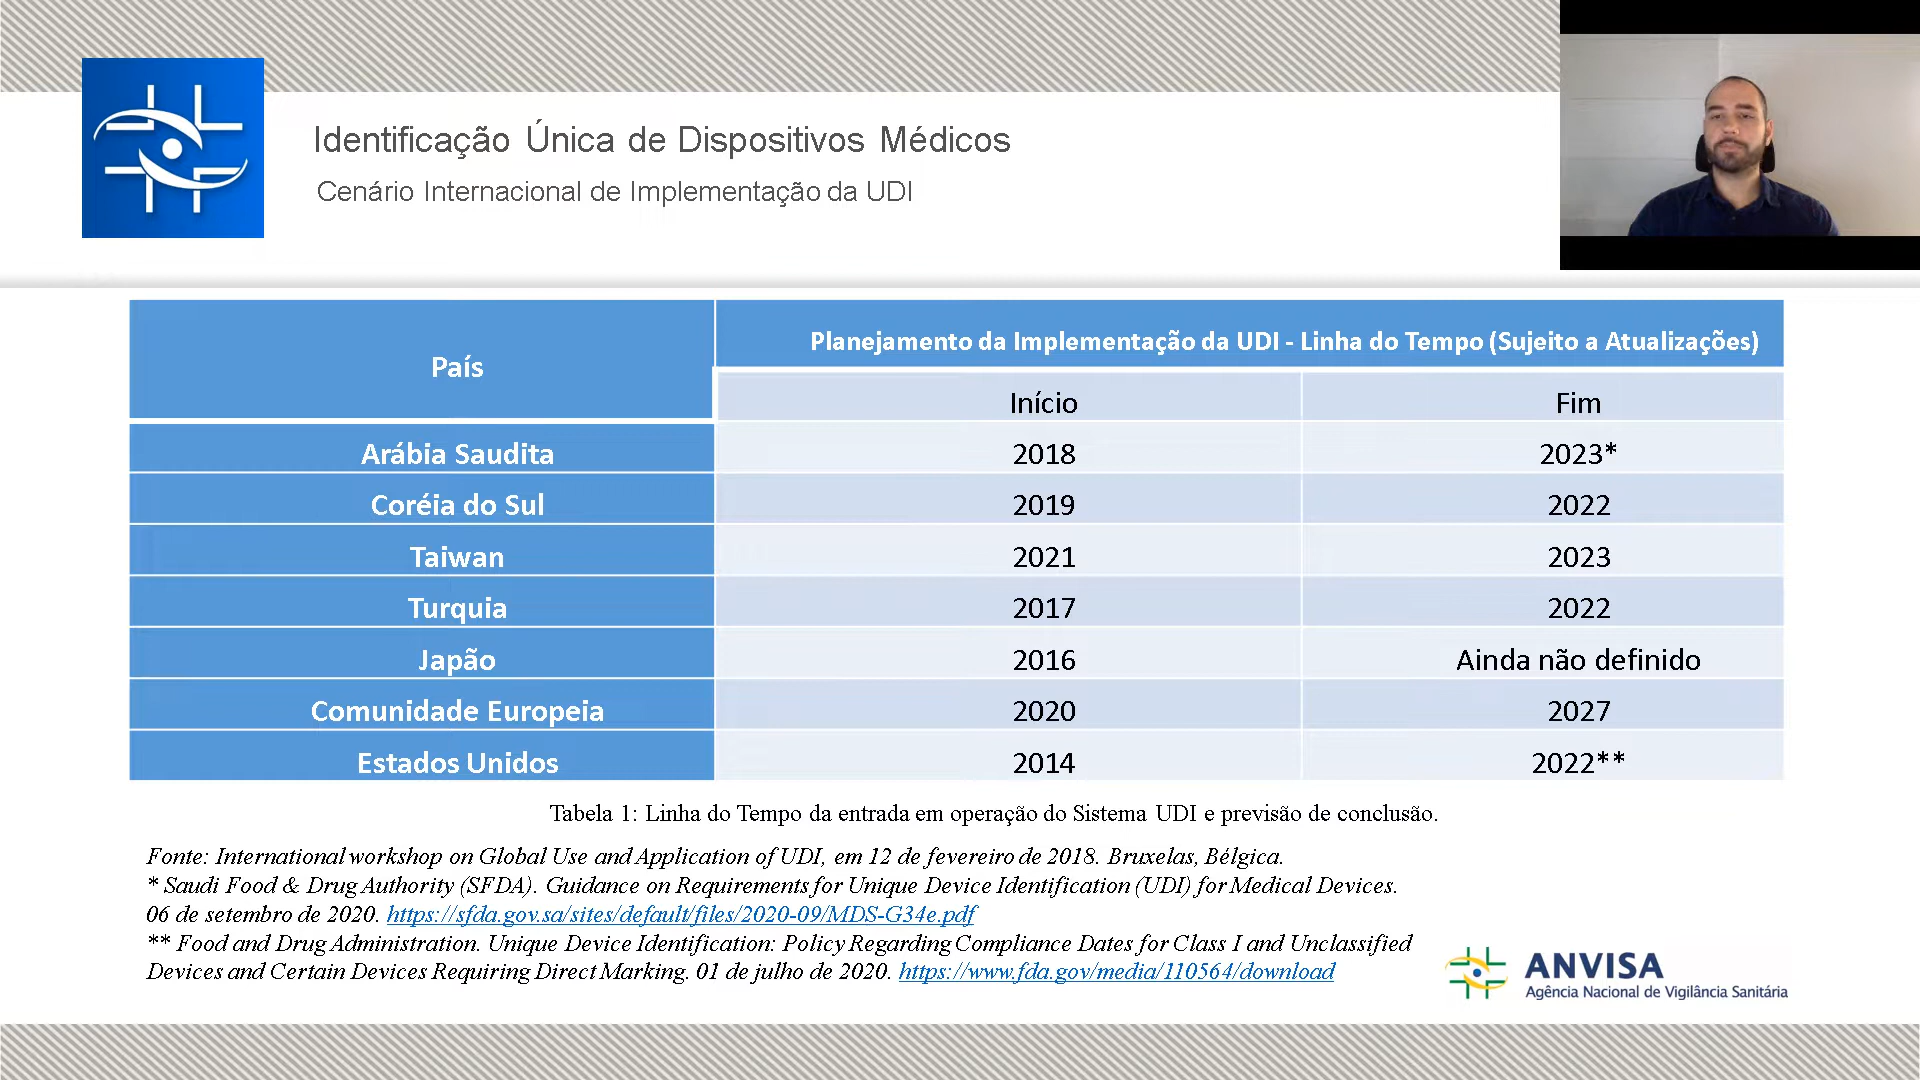 Identificação Única de Dispositivos Médicos
Cenário Internacional de Implementação da UDI
País
Planejamento da Implementação da UDI - Linha do Tempo (Sujeito a Atualizações)
Início Fim
Arábia Saudita 2018 2023*
Coréia do Sul 2019 2022
Taiwan 2021 2023
Turquia 2017 2022
Japão 2016 Ainda não definido
Comunidade Europeia 2020 2027
Estados Unidos 2014 2022**
Tabela 1: Linha do Tempo da entrada em operação do Sistema UDI e previsão de conclusão.
Fonte: International workshop on Global Use and Application of UDI, em 12 de fevereiro de 2018. Bruxelas, Bélgica.
* Saudi Food & Drug Authority (SFDA). Guidance on Requirements for Unique Device Identification (UDI) for Medical Devices.
06 de setembro de 2020. https://sfda.gov.sa/sites/default/files/2020-09/MDS-G34e.pdf
** Food and Drug Administration. Unique Device Identification: Policy Regarding Compliance Dates for Class I and Unclassified
Devices and Certain Devices Requiring Direct Marking. 01 de julho de 2020. https://www.fda.gov/media/110564/download
ANVISA
Agência Nacional de Vigilância Sanitária